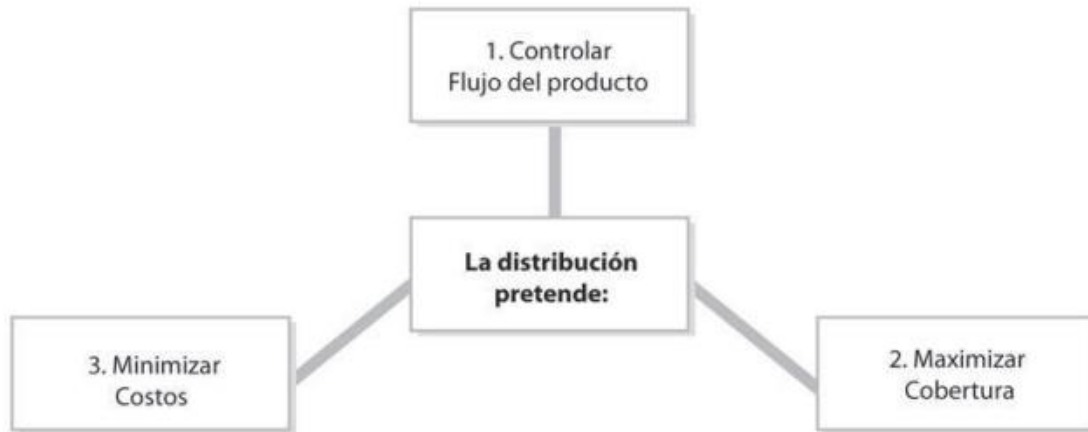 1. Controlar
Flujo del producto
La distribución
pretende:
3. Minimizar
Costos
2. Maximizar
Cobertura